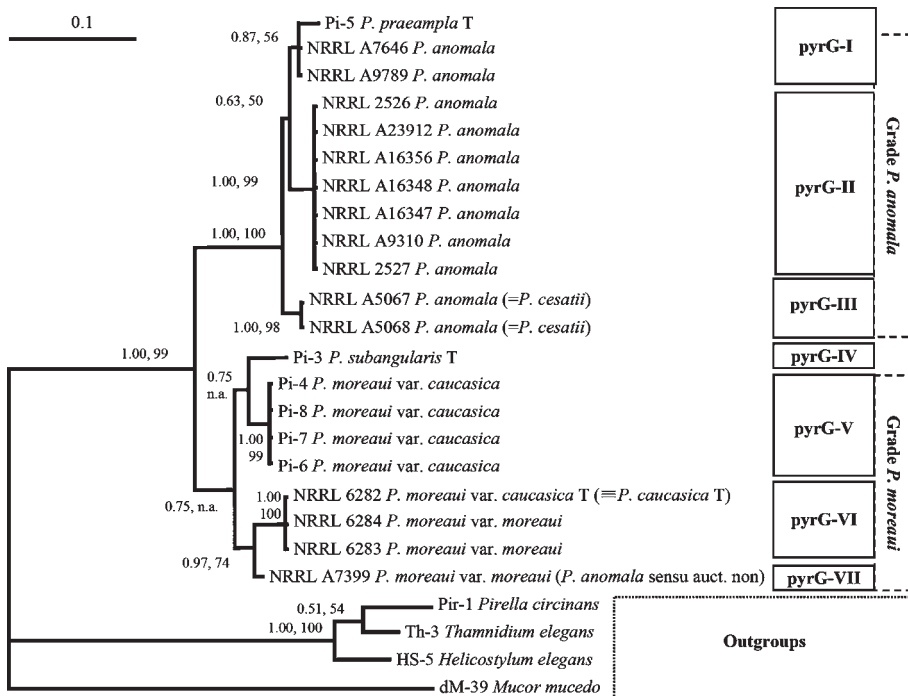 0.1
Pi-5 P. praeampla T
0.87, 56
NRRL A7646 P. anomala
NRRL A9789 P. anomala
pyrG-I
0.63, 50
NRRL 2526 P. anomala
NRRL A23912 P. anomala
NRRL A16356 P. anomala
1.00, 99
NRRL A16348 P. anomala
NRRL A16347 P. anomala
1.00, 100
NRRL A9310 P. anomala
NRRL 2527 P. anomala
pyrG-II
Grade P. anomala
NRRL A5067 P. anomala (=P. cesatii)
1.00, 98
NRRL A5068 P. anomala (=P. cesatii)
pyrG-III
1.00, 99
Pi-3 P. subangularis T
pyrG-IV
0.75
n.a.
Pi-4 P. moreaui var. caucasica
Pi-8 P. moreaui var. caucasica
Pi-7 P. moreaui var. caucasica
1.00
99
Pi-6 P. moreaui var. caucasica
pyrG-V
Grade P. moreaui
0.75, n.a.
1.00
100
NRRL 6282 P. moreaui var. caucasica T (≡P. caucasica T)
NRRL 6284 P. moreaui var. moreaui
NRRL 6283 P. moreaui var. moreaui
pyrG-VI
0.97, 74
NRRL A7399 P. moreaui var. moreaui (P. anomala sensu auct. non)
pyrG-VII
0.51, 54
Pir-1 Pirella circinans
1.00, 100
Th-3 Thamnidium elegans
HS-5 Helicostylum elegans
dM-39 Mucor mucedo
Outgroups